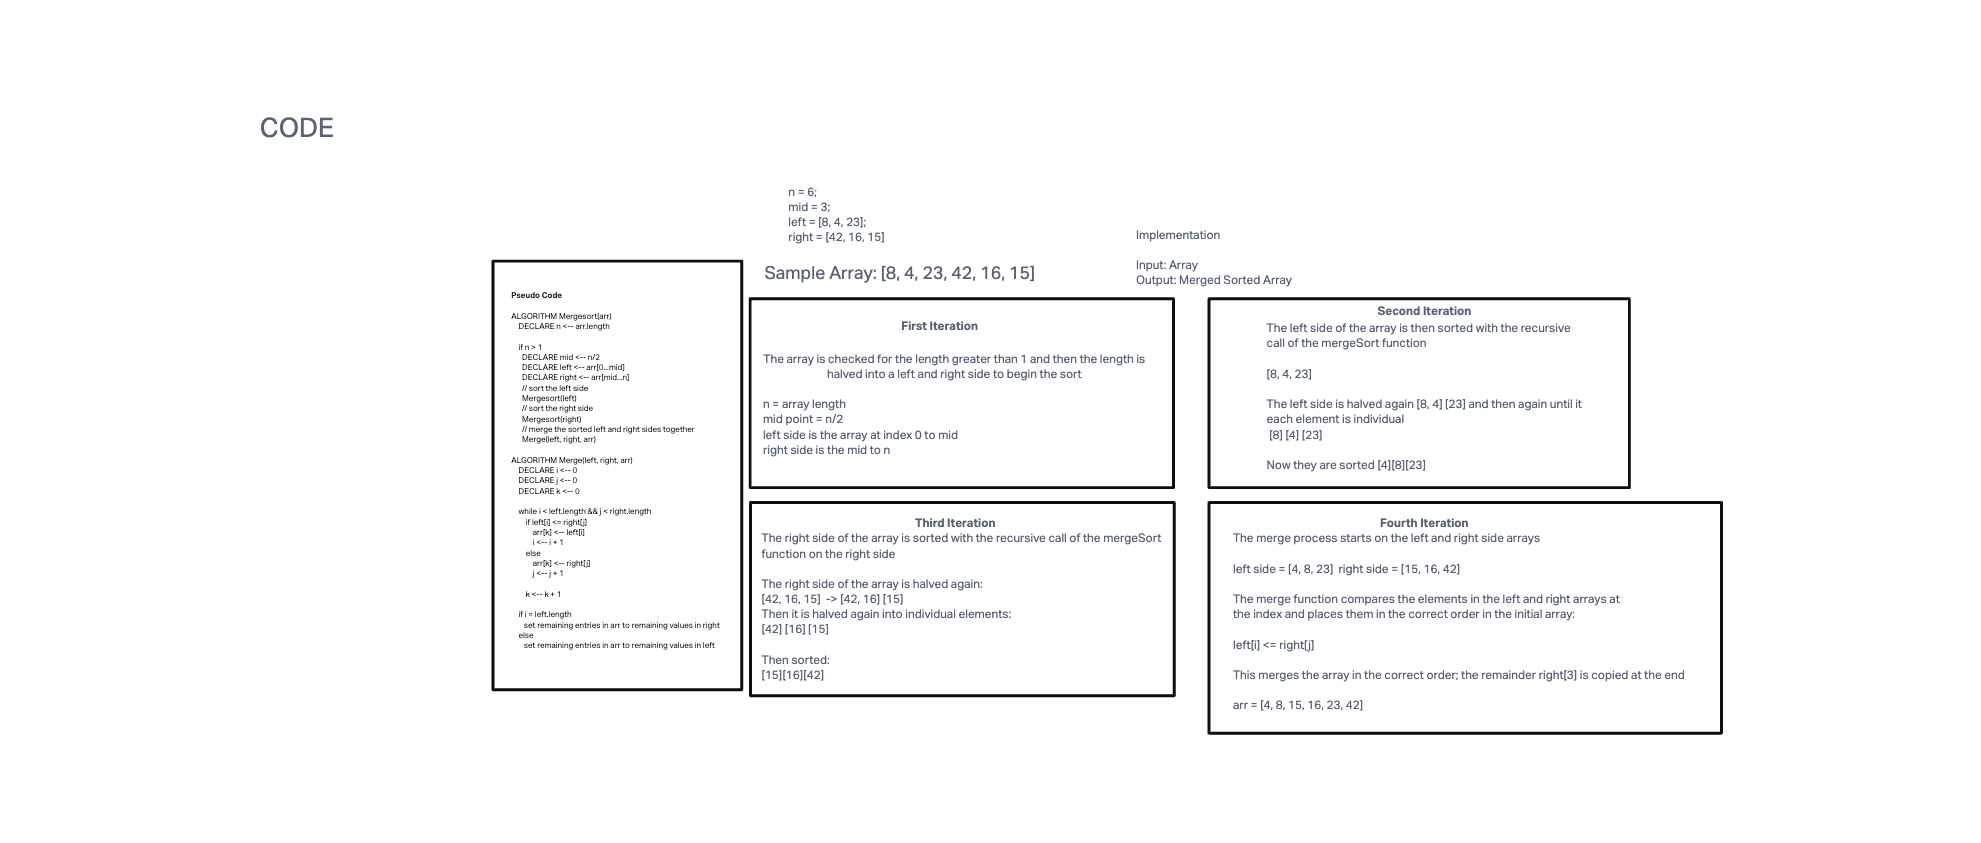 CODE
n = 6;
mid = 3;
left = [8, 4, 23];
right = [42, 16, 15]
Implementation
Input: Array
Output: Merged Sorted Array
Sample Array: [8, 4, 23, 42, 16, 15]
Pseudo Code
ALGORITHM Mergesort(arr)
DECLARE n <-- arr.length
if n > 1
DECLARE mid <-- n/2
DECLARE left <-- arr[0...mid]
DECLARE right <-- arr[mid...n]
// sort the left side
Mergesort(left)
// sort the right side
Mergesort(right)
// merge the sorted left and right sides together
Merge(left, right, arr)
ALGORITHM Merge(left, right, arr)
DECLARE i <-- 0
DECLARE j <-- 0
DECLARE k <-- 0
while i < left.length && j < right.length
if left[i] <= right[j]
arr[k] <-- left[i]
i <-- i + 1
else
arr[k] <-- right[j]
j <-- j + 1
k <-- k + 1
if i = left.length
set remaining entries in arr to remaining values in right
else
set remaining entries in arr to remaining values in left
First Iteration
The array is checked for the length greater than 1 and then the length is
halved into a left and right side to begin the sort
n = array length
mid point = n/2
left side is the array at index 0 to mid
right side is the mid to n
Second Iteration
The left side of the array is then sorted with the recursive
call of the mergeSort function
[8, 4, 23]
The left side is halved again [8, 4] [23] and then again until it
each element is individual
[8] [4] [23]
Now they are sorted [4][8][23]
Third Iteration
The right side of the array is sorted with the recursive call of the mergeSort
function on the right side
The right side of the array is halved again:
[42, 16, 15] -> [42, 16] [15]
Then it is halved again into individual elements:
[42] [16] [15]
Then sorted:
[15][16][42]
Fourth Iteration
The merge process starts on the left and right side arrays
left side = [4, 8, 23] right side = [15, 16, 42]
The merge function compares the elements in the left and right arrays at
the index and places them in the correct order in the initial array:
left[i] <= right[j]
This merges the array in the correct order; the remainder right[3] is copied at the end
arr = [4, 8, 15, 16, 23, 42]